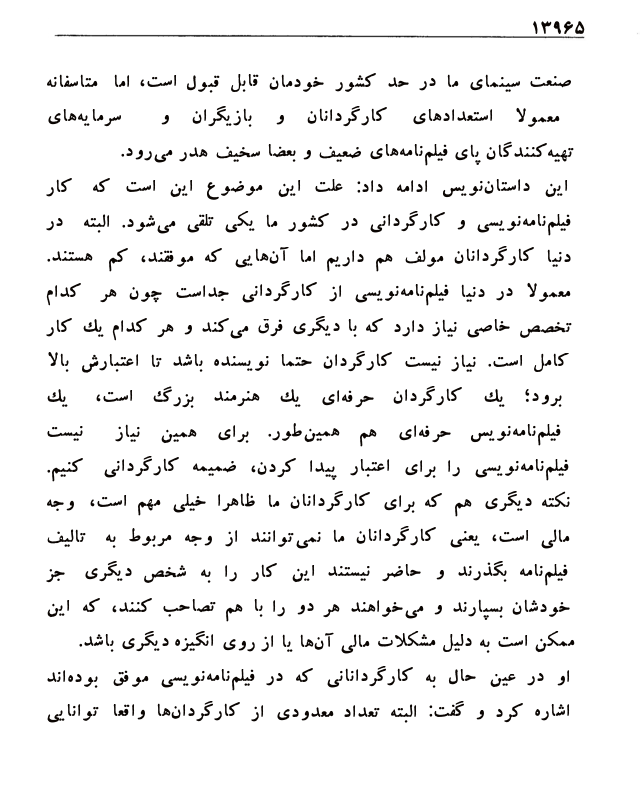 ۱۳۹۶۵
صنعت سینمای ما در حد کشور خودمان قابل قبول است، اما متاسفانه
معمولا استعدادهای کارگردانان و بازیگران و سرمایه‌های
تهیه‌کنندگان پای فیلم‌نامه‌های ضعیف و بعضا سخیف هدر می‌رود.
این داستان‌نویس ادامه داد: علت این موضوع این است که کار
فیلم‌نامه‌نویسی و کارگردانی در کشور ما یکی تلقی می‌شود. البته در
دنیا کارگردانان مولف هم داریم اما آن‌هایی که موفقند، کم هستند.
معمولا در دنیا فیلم‌نامه‌نویسی از کارگردانی جداست چون هر کدام
تخصص خاصی نیاز دارد که با دیگری فرق می‌کند و هر کدام یك کار
کامل است. نیاز نیست کارگردان حتما نویسنده باشد تا اعتبارش بالا
برود؛ یك کارگردان حرفه‌ای یك هنرمند بزرگ است، یك
فیلم‌نامه‌نویس حرفه‌ای هم همین‌طور. برای همین نیاز نیست
فیلم‌نامه‌نویسی را برای اعتبار پیدا کردن، ضمیمه کارگردانی کنیم.
نکته دیگری هم که برای کارگردانان ما ظاهرا خیلی مهم است، وجه
مالی است، یعنی کارگردانان ما نمی‌توانند از وجه مربوط به تالیف
فیلم‌نامه بگذرند و حاضر نیستند این کار را به شخص دیگری جز
خودشان بسپارند و می‌خواهند هر دو را با هم تصاحب کنند، که این
ممکن است به دلیل مشکلات مالی آن‌ها یا از روی انگیزه دیگری باشد.
او در عین حال به کارگردانانی که در فیلم‌نامه‌نویسی موفق بوده‌اند
اشاره کرد و گفت: البته تعداد معدودی از کارگردان‌ها واقعا توانایی